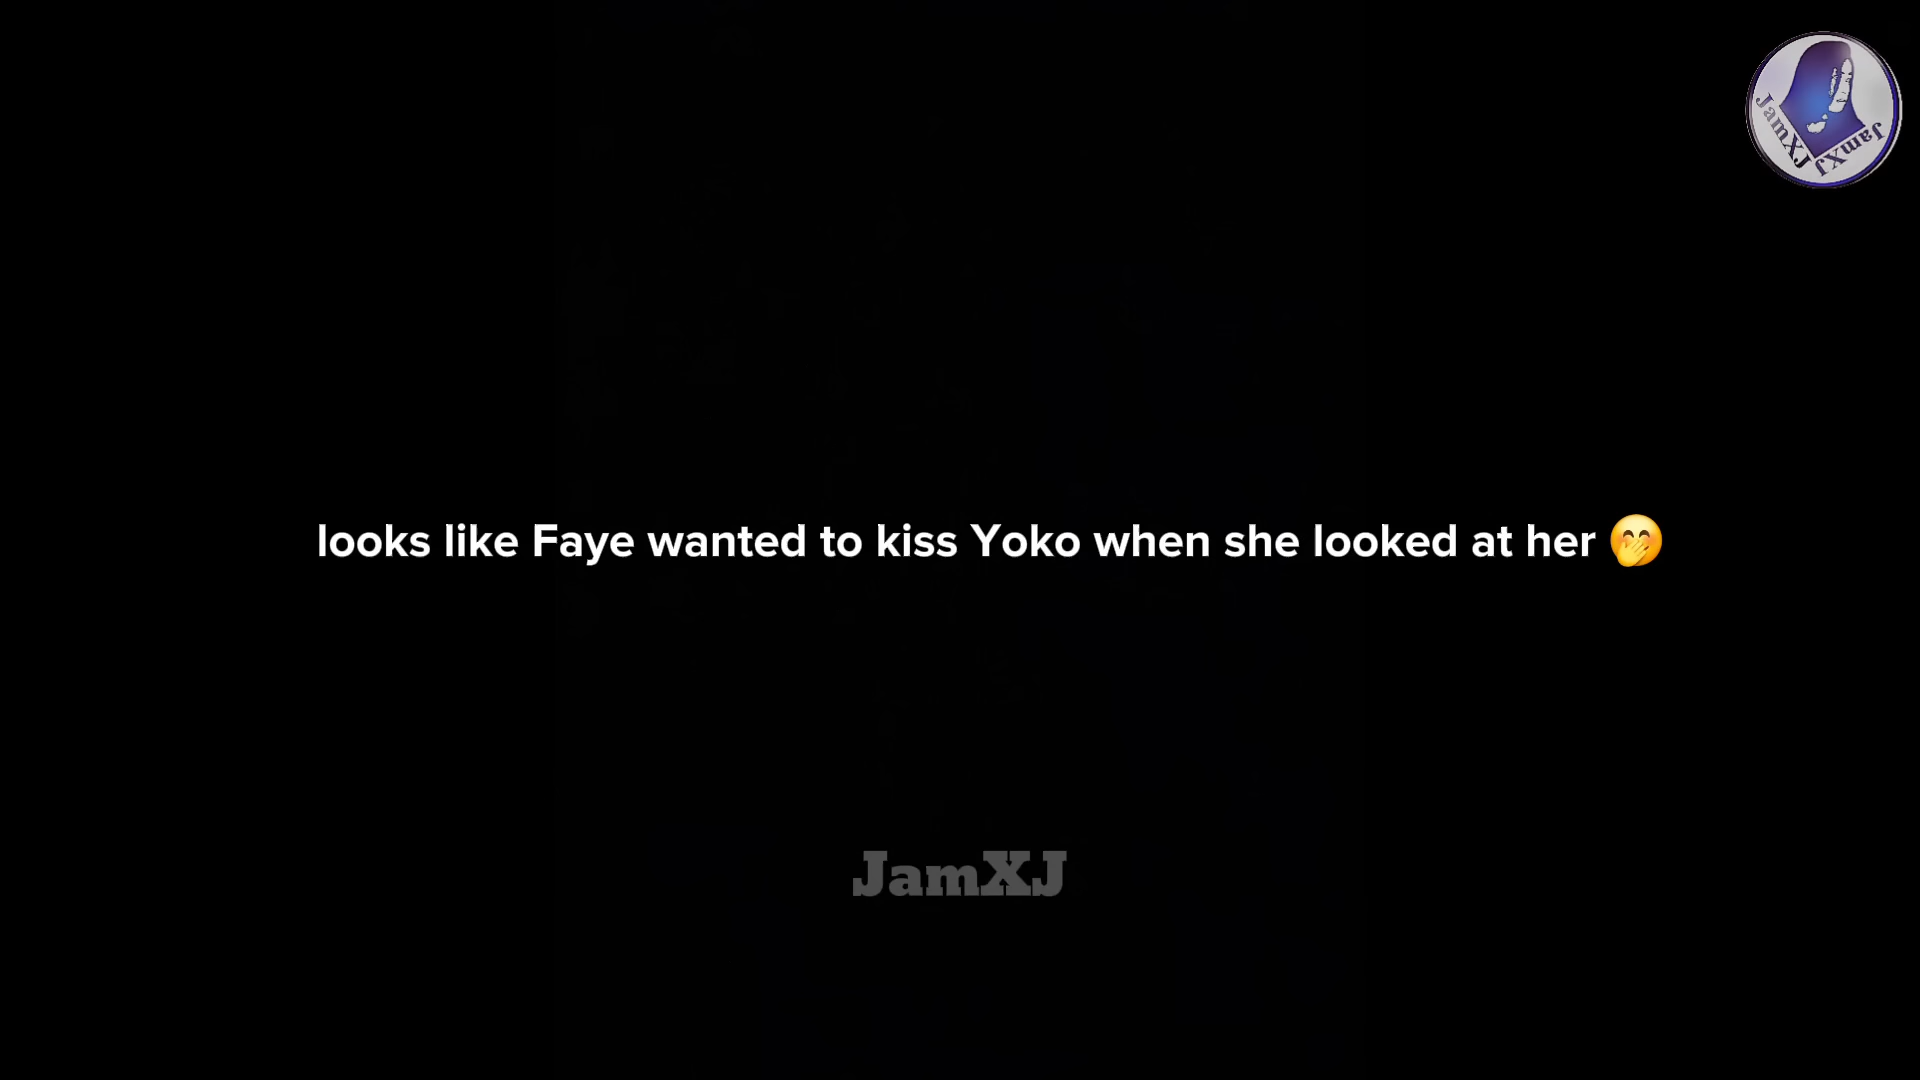 JamXJ JamXJ
looks like Faye wanted to kiss Yoko when she looked at her 🤭
JamXJ